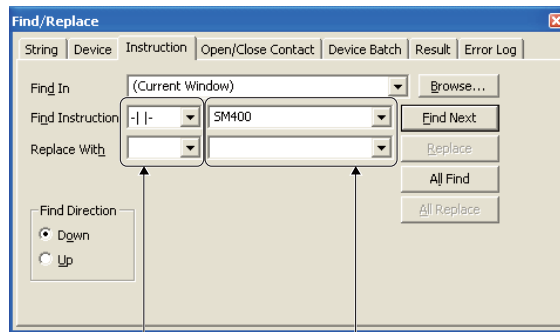 Find/Replace
String Device Instruction Open/Close Contact Device Batch Result Error Log
Find In (Current Window) Browse...
Find Instruction -| |- SM400 Find Next
Replace With Replace
All Find
Find Direction All Replace
Down
Up